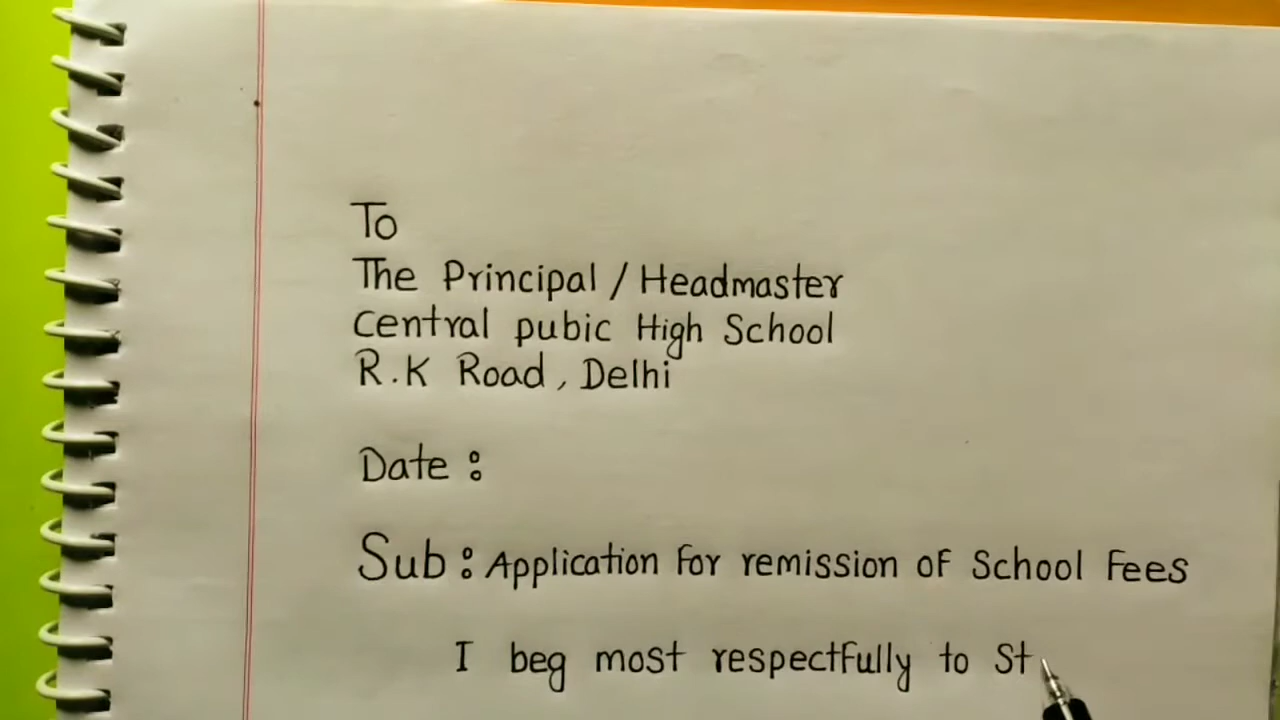 To
The Principal / Headmaster
Central pubic High School
R.K Road, Delhi
Date :
Sub : Application for remission of School fees
I beg most respectfully to St